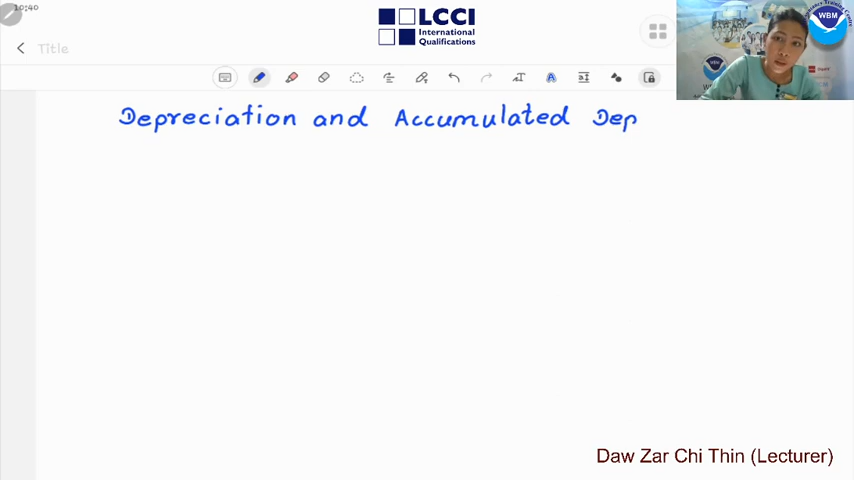 10:40
LCCI
International
Qualifications
Title
Depreciation and Accumulated Dep
WBM
Daw Zar Chi Thin (Lecturer)